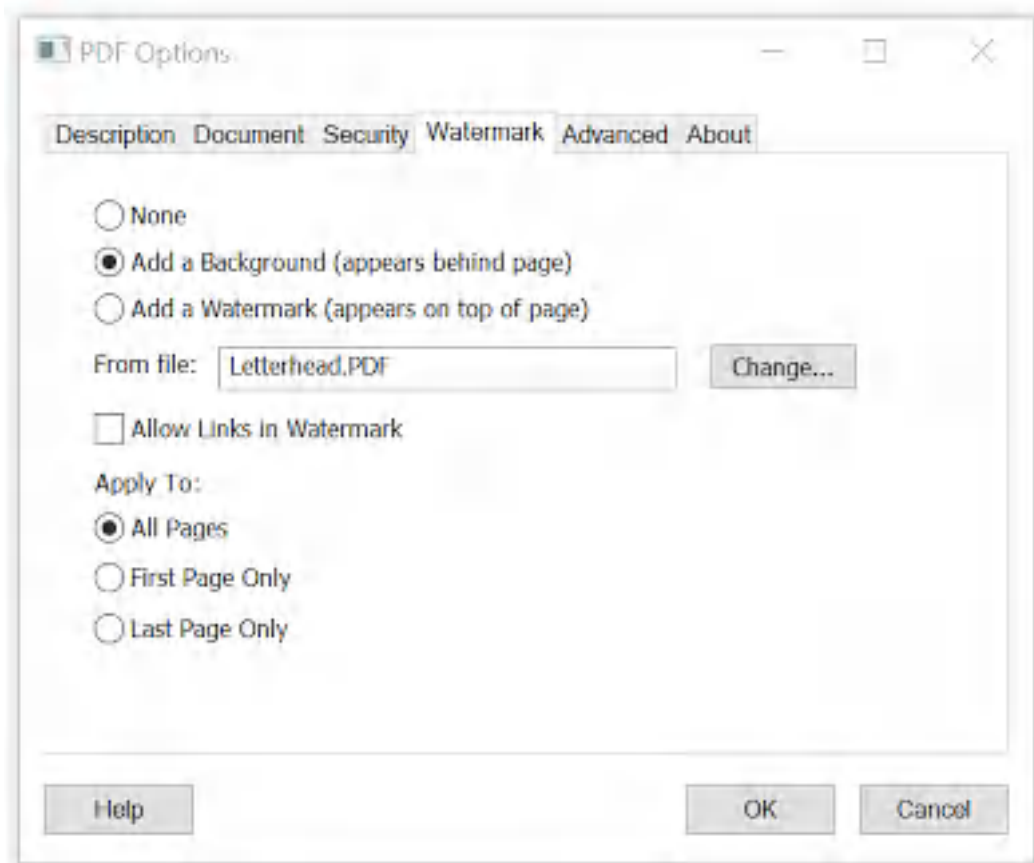 PDF Options
Description Document Security Watermark Advanced About
None
Add a Background (appears behind page)
Add a Watermark (appears on top of page)
From file: Letterhead.PDF Change...
Allow Links in Watermark
Apply To:
All Pages
First Page Only
Last Page Only
Help OK Cancel